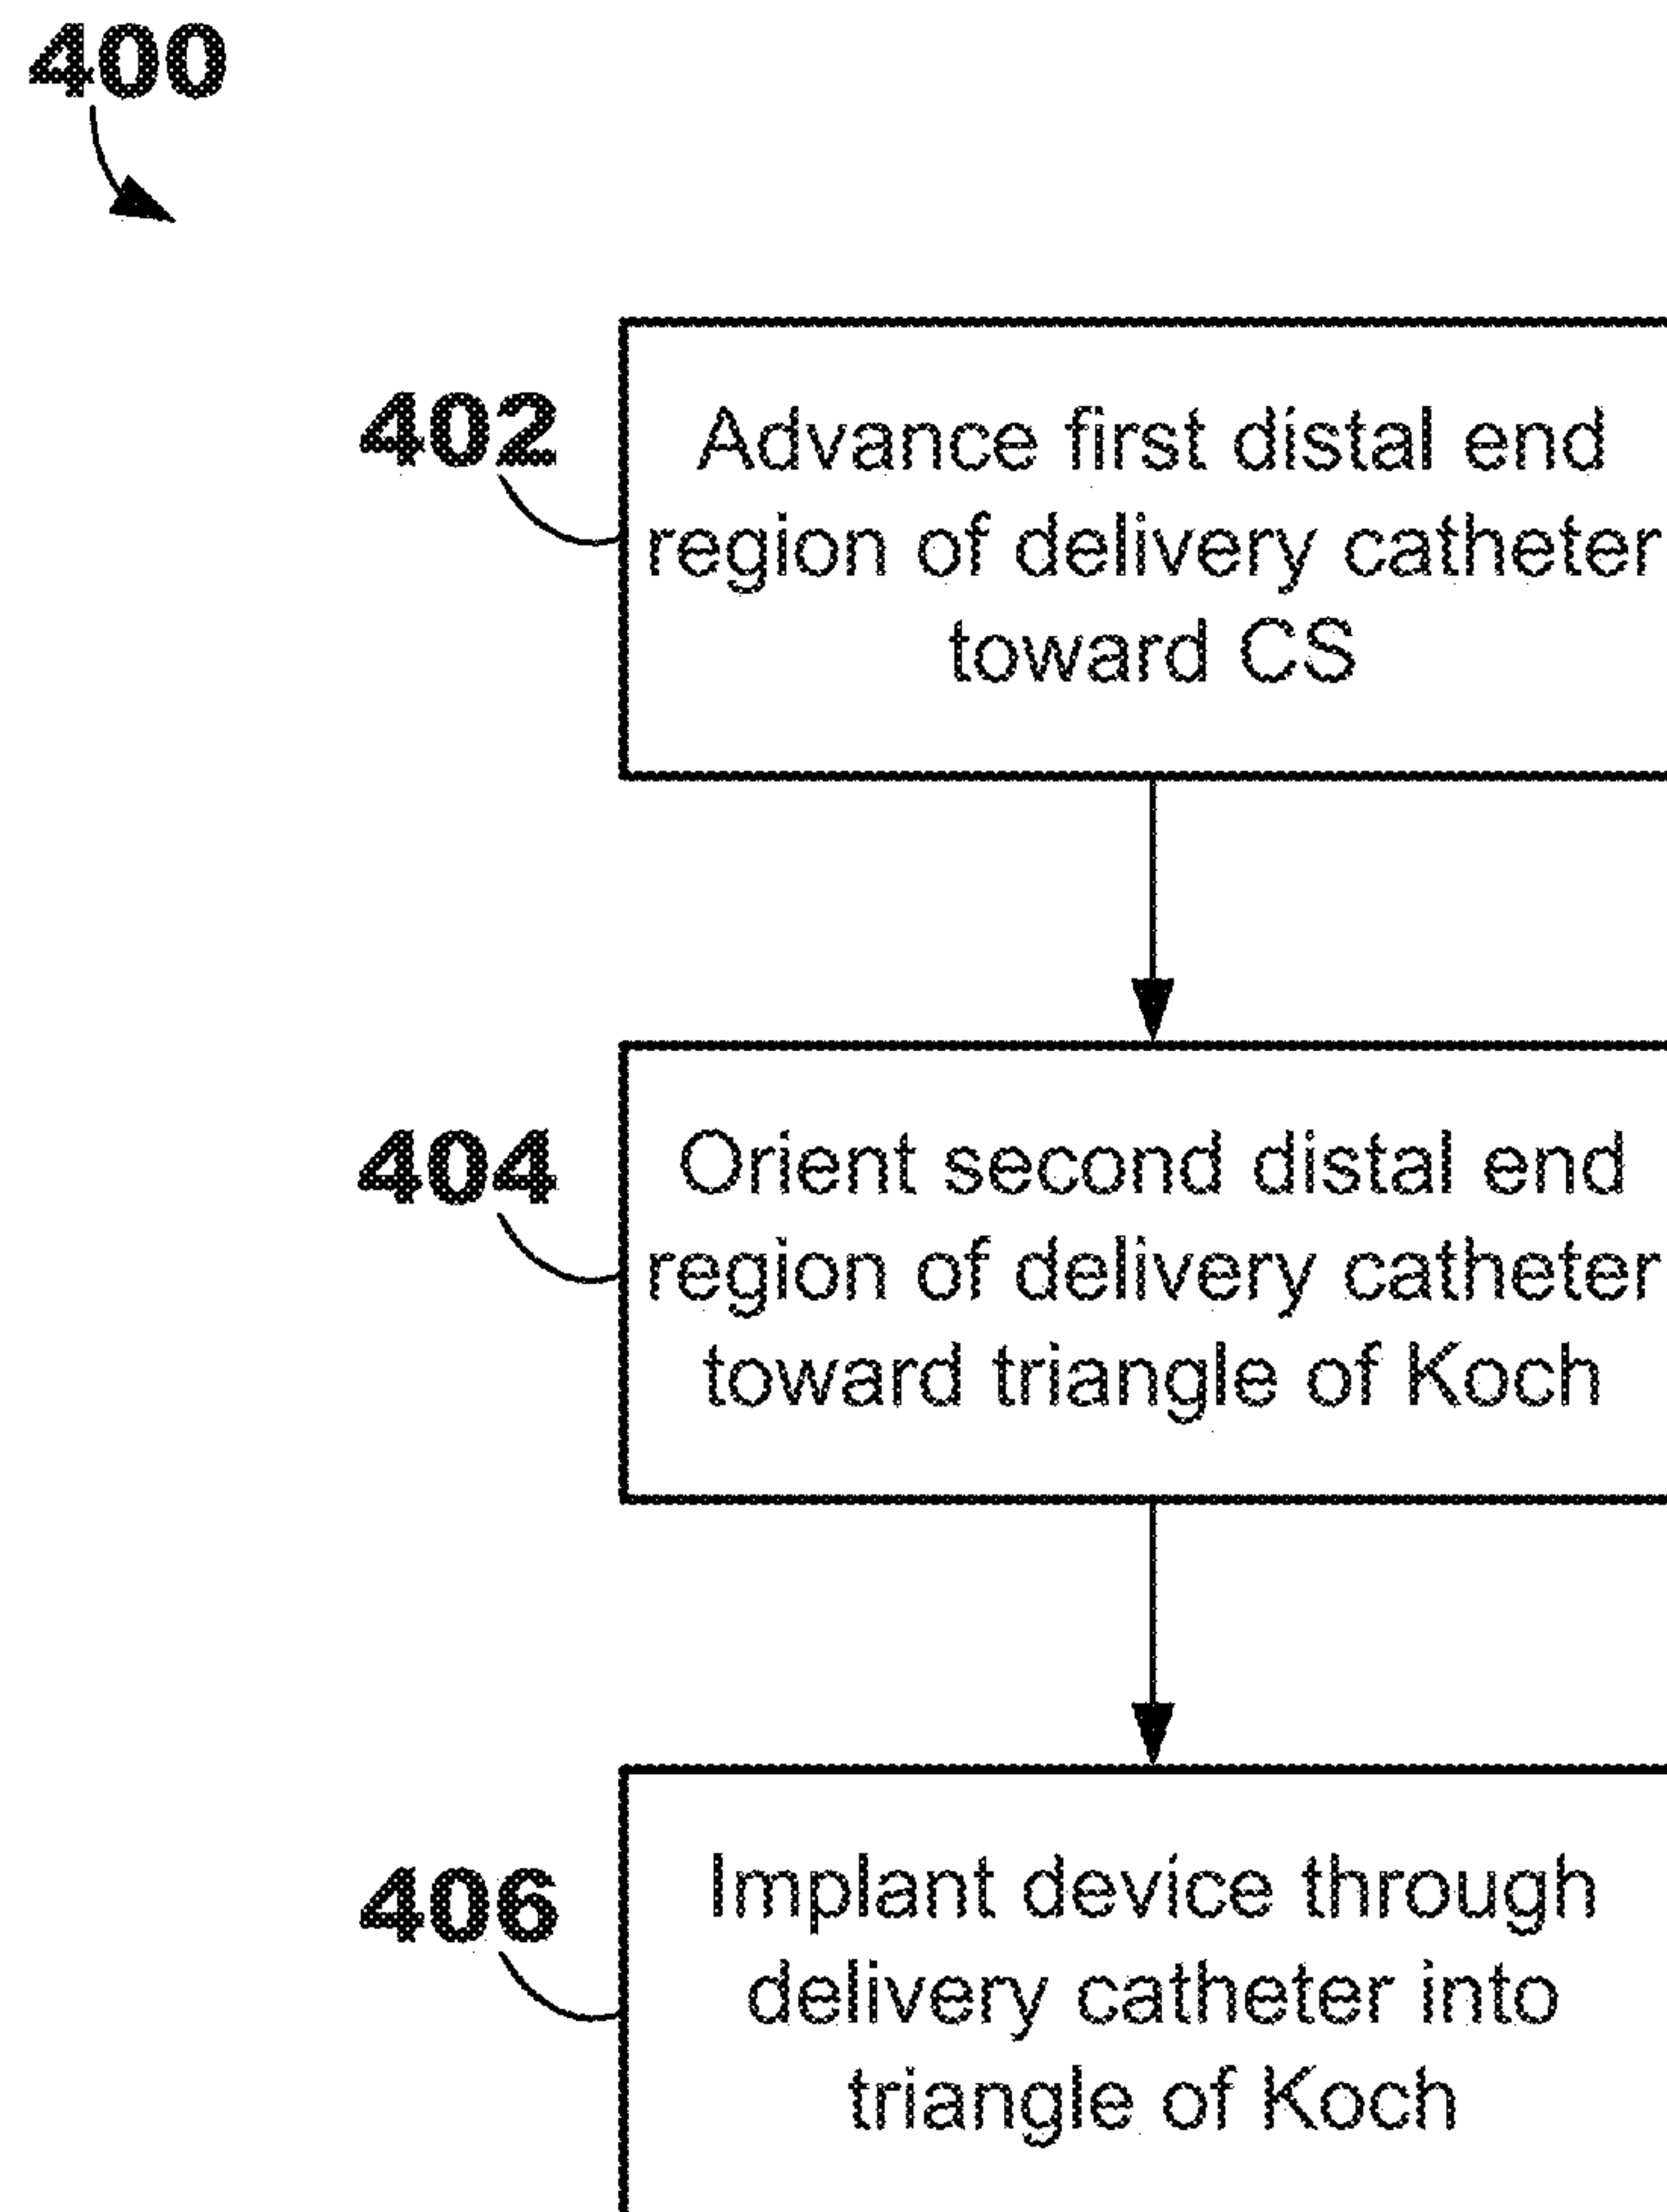 400
402
Advance first distal end
region of delivery catheter
toward CS
404
Orient second distal end
region of delivery catheter
toward triangle of Koch
406
Implant device through
delivery catheter into
triangle of Koch